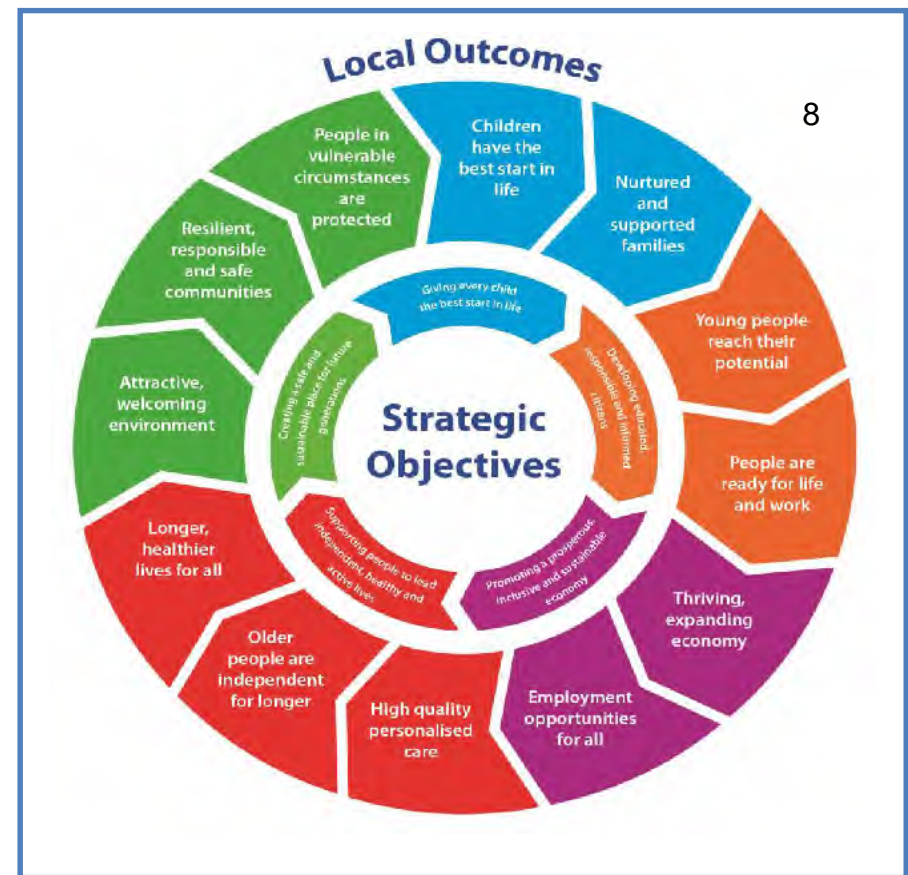 Local Outcomes
8
Children
have the
best start in
life
Nurtured
and
supported
families
Young people
reach their
potential
People are
ready for life
and work
Thriving,
expanding
economy
Employment
opportunities
for all
High quality
personalised
care
Older
people are
independent
for longer
Longer,
healthier
lives for all
Attractive,
welcoming
environment
Resilient,
responsible
and safe
communities
People in
vulnerable
circumstances
are
protected
Strategic
Objectives
Giving every child
the best start in life
Developing educated,
responsible and informed
citizens
Promoting a prosperous,
inclusive and sustainable
economy
Supporting people to lead
independent, healthy and
active lives
Creating a safe and
sustainable place for future
generations